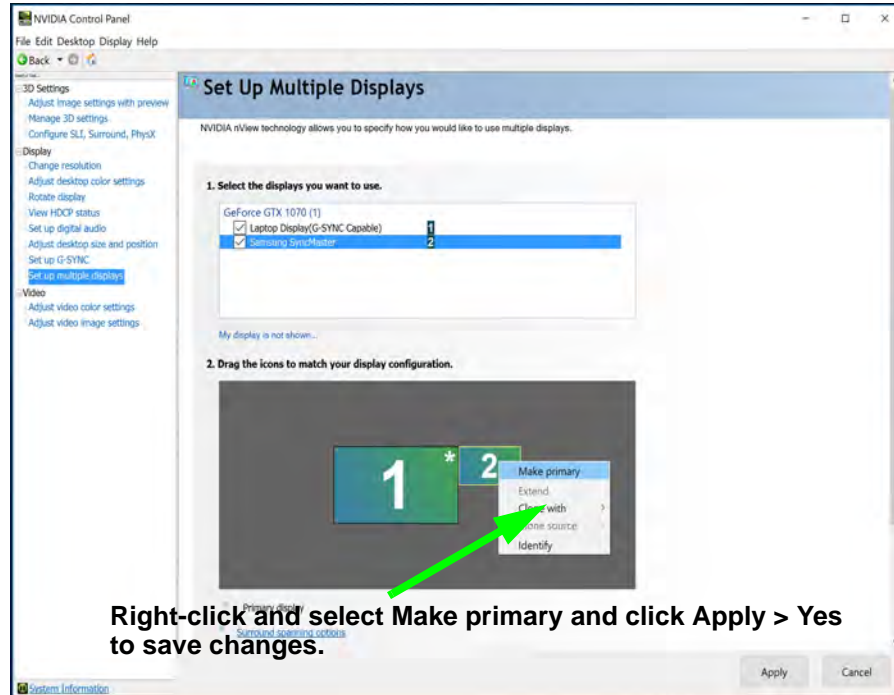 NVIDIA Control Panel
File Edit Desktop Display Help
Back
3D Settings
Adjust image settings with preview
Manage 3D settings
Configure SLI, Surround, PhysX
Display
Change resolution
Adjust desktop color settings
Rotate display
View HDCP status
Set up digital audio
Adjust desktop size and position
Set up G-SYNC
Set up multiple displays
Video
Adjust video color settings
Adjust video image settings
Set Up Multiple Displays
NVIDIA nView technology allows you to specify how you would like to use multiple displays.
1. Select the displays you want to use.
GeForce GTX 1070 (1)
Laptop Display(G-SYNC Capable) 1
Samsung SyncMaster 2
My display is not shown...
2. Drag the icons to match your display configuration.
1 * 2
Make primary
Extend
Clone with
Clone source
Identify
Primary display
Right-click and select Make primary and click Apply > Yes
Surround spanning options
to save changes.
Apply Cancel
System Information